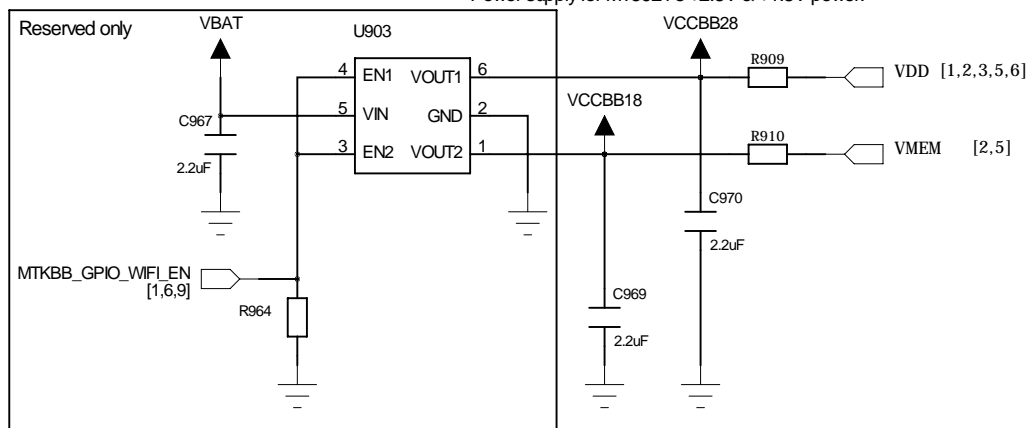 Reserved only
VBAT
U903
VCCBB28
4 EN1 VOUT1 6
R909
VDD [1,2,3,5,6]
VCCBB18
5 VIN GND 2
C967
3 EN2 VOUT2 1
R910
VMEM [2,5]
2.2uF
C970
2.2uF
MTKBB_GPIO_WIFI_EN
[1,6,9]
R964
C969
2.2uF